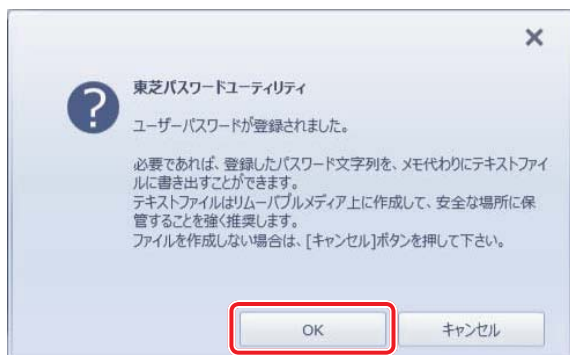 東芝パスワードユーティリティ
ユーザーパスワードが登録されました。
必要であれば、登録したパスワード文字列を、メモ代わりにテキストファイ
ルに書き出すことができます。
テキストファイルはリムーバブルメディア上に作成して、安全な場所に保
管することを強く推奨します。
ファイルを作成しない場合は、[キャンセル]ボタンを押して下さい。
OK
キャンセル